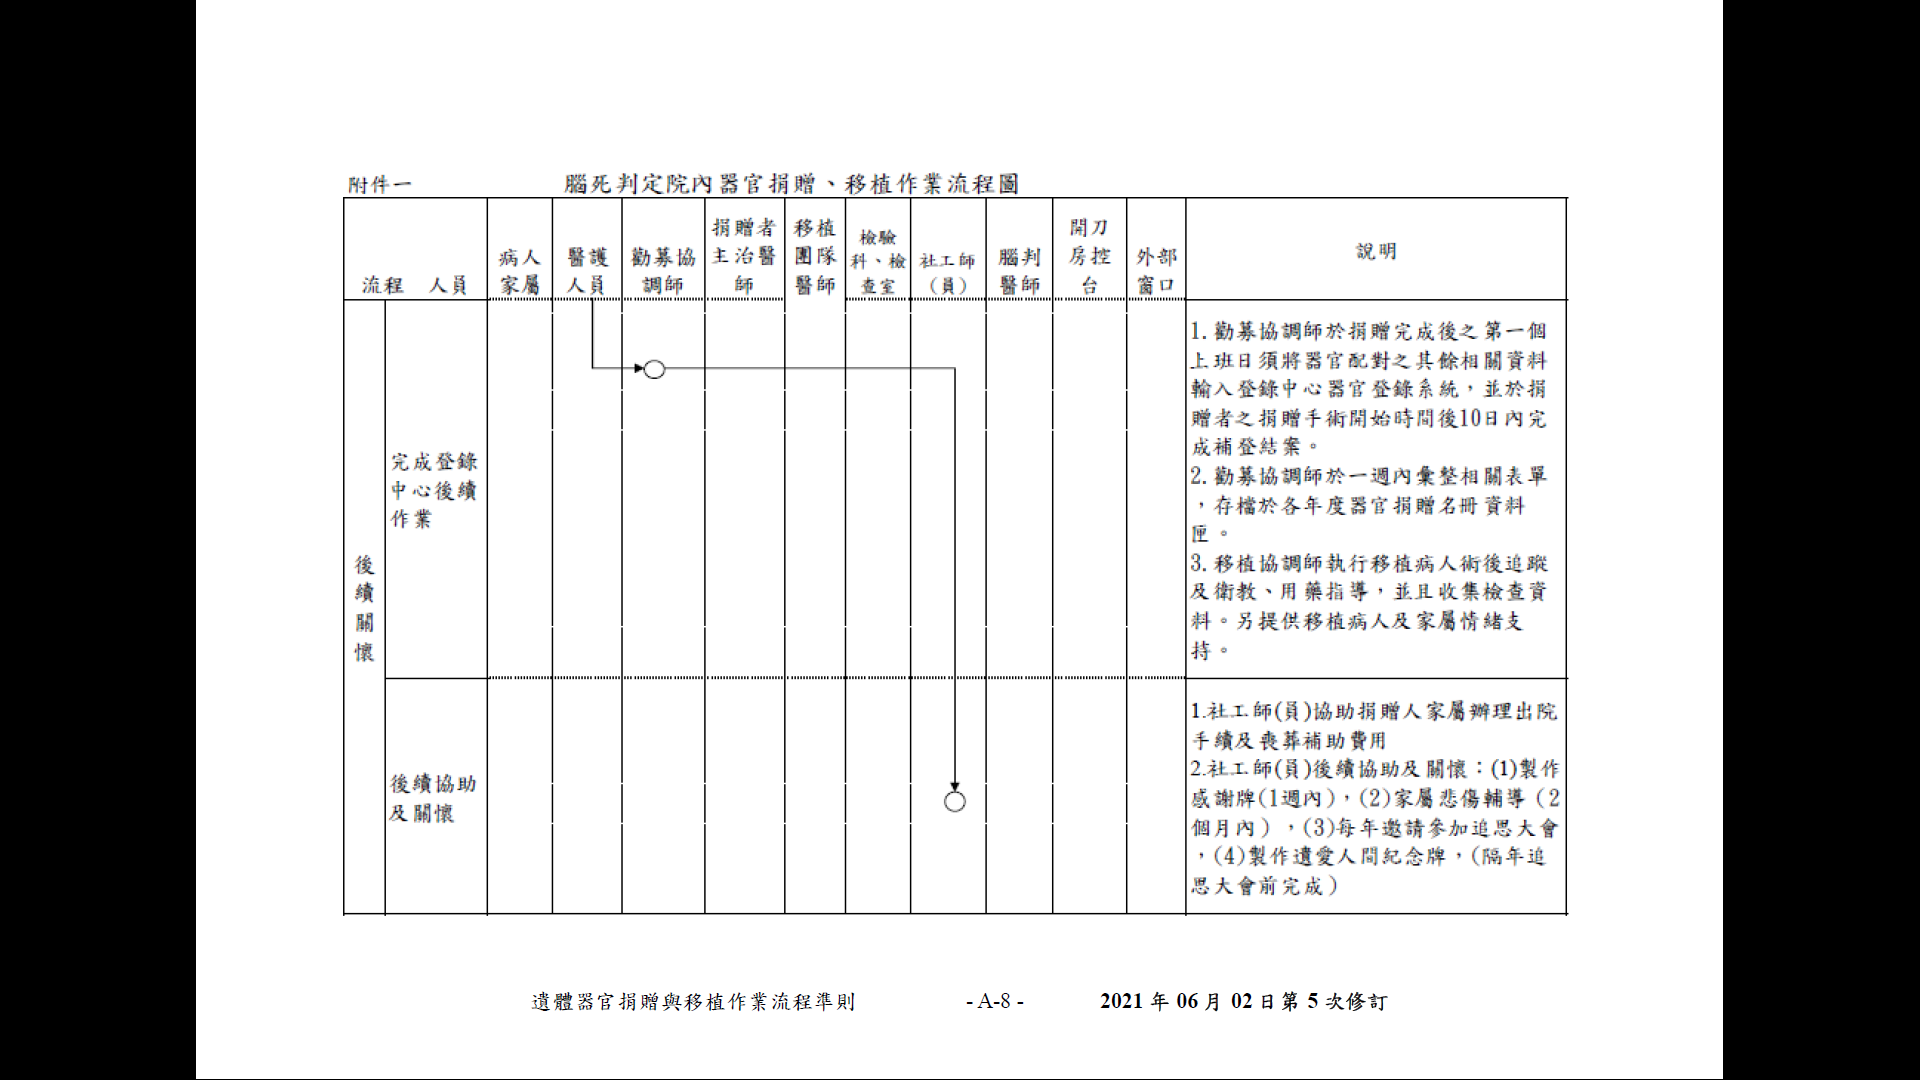 附件一 腦死判定院內器官捐贈、移植作業流程圖
流程 人員
病人
家屬
醫護
人員
勸募協
調師
捐贈者
主治醫
師
移植
團隊
醫師
檢驗
科、檢
查室
社工師
（員）
腦判
醫師
開刀
房控
台
外部
窗口
說明
後
續
關
懷
完成登錄
中心後續
作業
1. 勸募協調師於捐贈完成後之第一個
上班日須將器官配對之其餘相關資料
輸入登錄中心器官登錄系統，並於捐
贈者之捐贈手術開始時間後10日內完
成補登結案。
2. 勸募協調師於一週內彙整相關表單
，存檔於各年度器官捐贈名冊資料
匣。
3. 移植協調師執行移植病人術後追蹤
及衛教、用藥指導，並且收集檢查資
料。另提供移植病人及家屬情緒支
持。
後續協助
及關懷
1.社工師(員)協助捐贈人家屬辦理出院
手續及喪葬補助費用
2.社工師(員)後續協助及關懷：(1)製作
感謝牌(1週內)，(2)家屬悲傷輔導（2
個月內），(3)每年邀請參加追思大會
，(4)製作遺愛人間紀念牌，(隔年追
思大會前完成）
遺體器官捐贈與移植作業流程準則 - A-8 - 2021 年 06 月 02 日第 5 次修訂